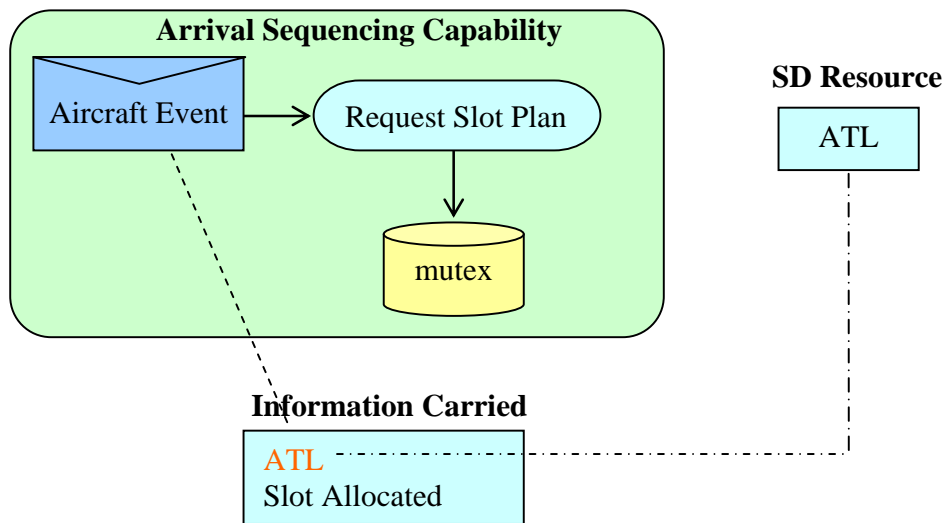 Arrival Sequencing Capability
Aircraft Event
Request Slot Plan
mutex
SD Resource
ATL
Information Carried
ATL
Slot Allocated